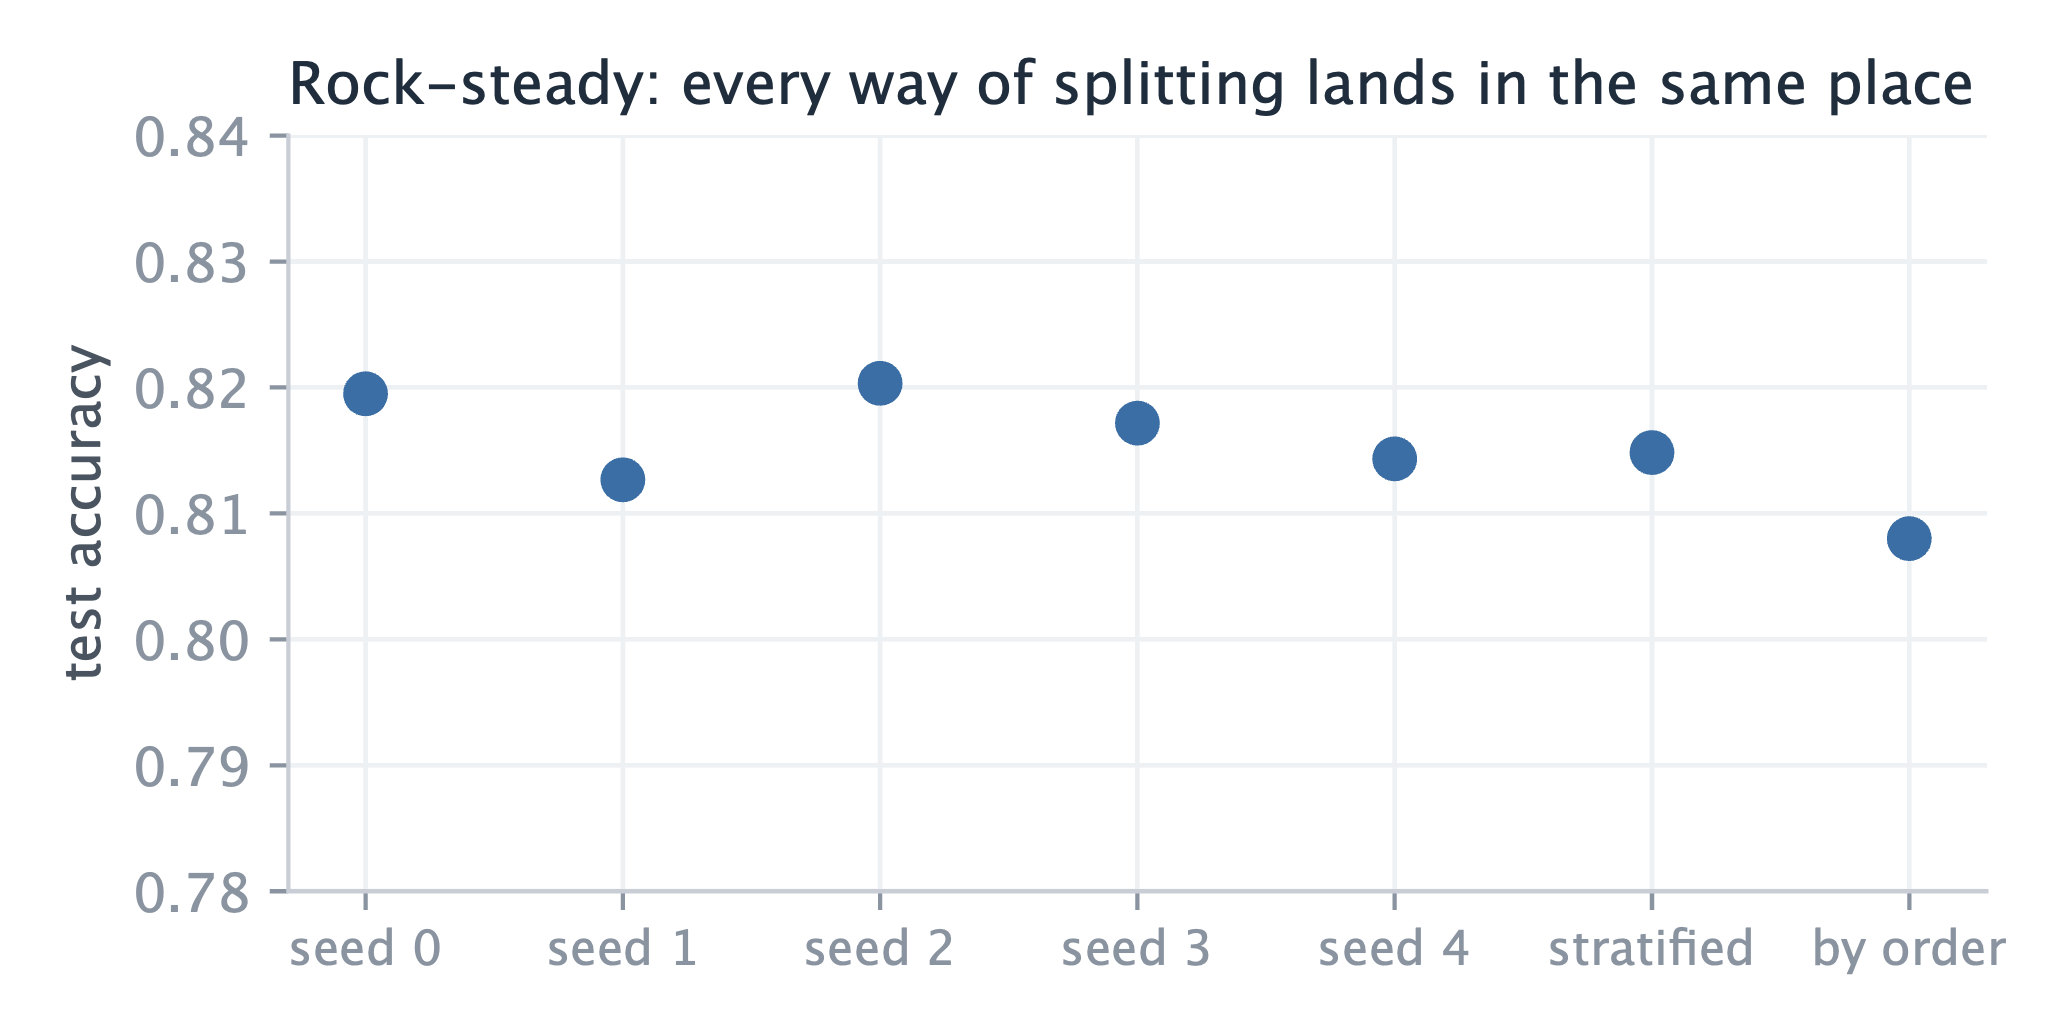 Rock-steady: every way of splitting lands in the same place
0.84
0.83
0.82
0.81
0.80
0.79
0.78
test accuracy
seed 0
seed 1
seed 2
seed 3
seed 4
stratified
by order